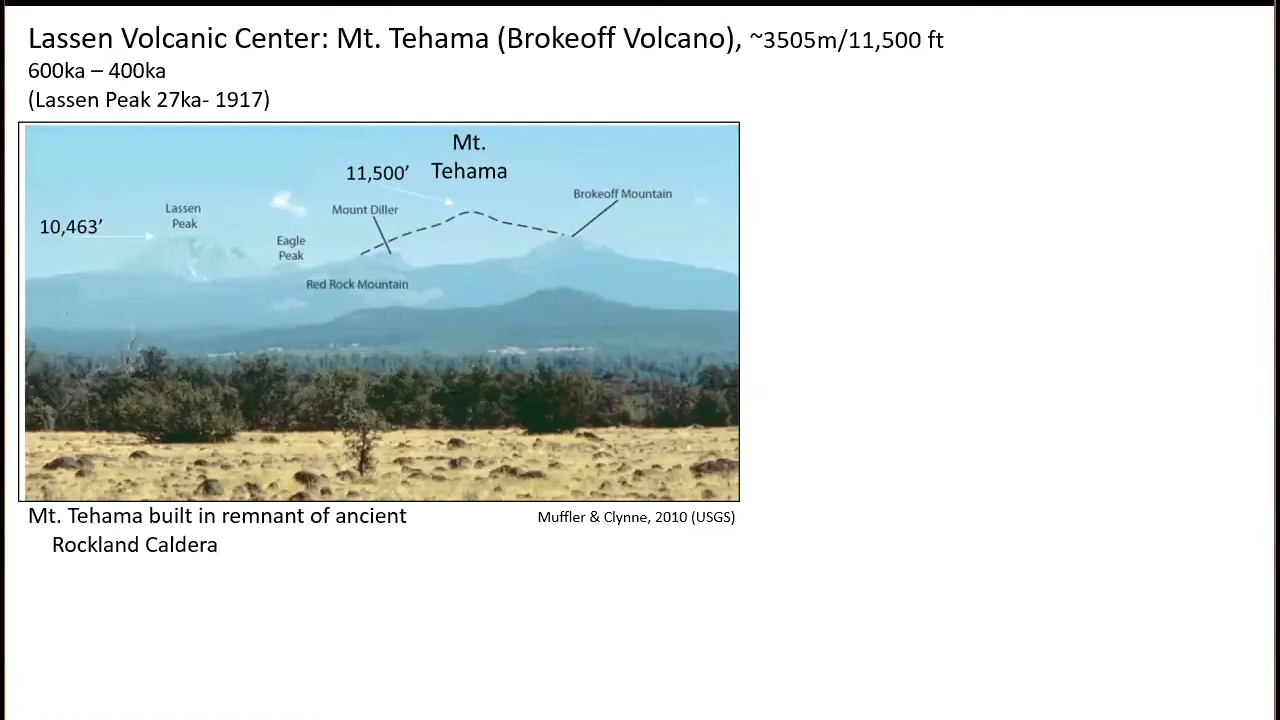 Lassen Volcanic Center: Mt. Tehama (Brokeoff Volcano), ~3505m/11,500 ft
600ka – 400ka
(Lassen Peak 27ka- 1917)
Mt.
Tehama
11,500’
Brokeoff Mountain
Lassen
Peak
Mount Diller
10,463’
Eagle
Peak
Red Rock Mountain
Mt. Tehama built in remnant of ancient
Rockland Caldera
Muffler & Clynne, 2010 (USGS)